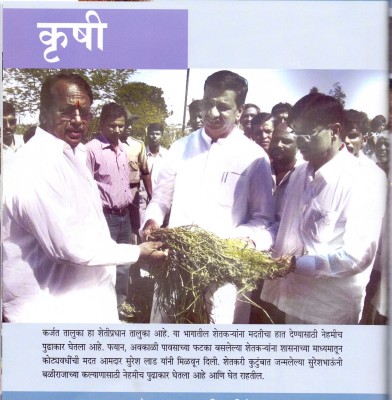 कृषी
कर्जत तालुका हा शेतीप्रधान तालुका आहे. या भागातील शेतकऱ्यांना मदतीचा हात देण्यासाठी नेहमीच
पुढाकार घेतला आहे. फयान, अवकाळी पावसाच्या फटका बसलेल्या शेतकऱ्यांना शासनाच्या माध्यमातून
कोट्यवधींची मदत आमदार सुरेश लाड यांनी मिळवून दिली. शेतकरी कुटुंबात जन्मलेल्या सुरेशभाऊंनी
बळीराजाच्या कल्याणासाठी नेहमीच पुढाकार घेतला आहे आणि घेत राहतील.